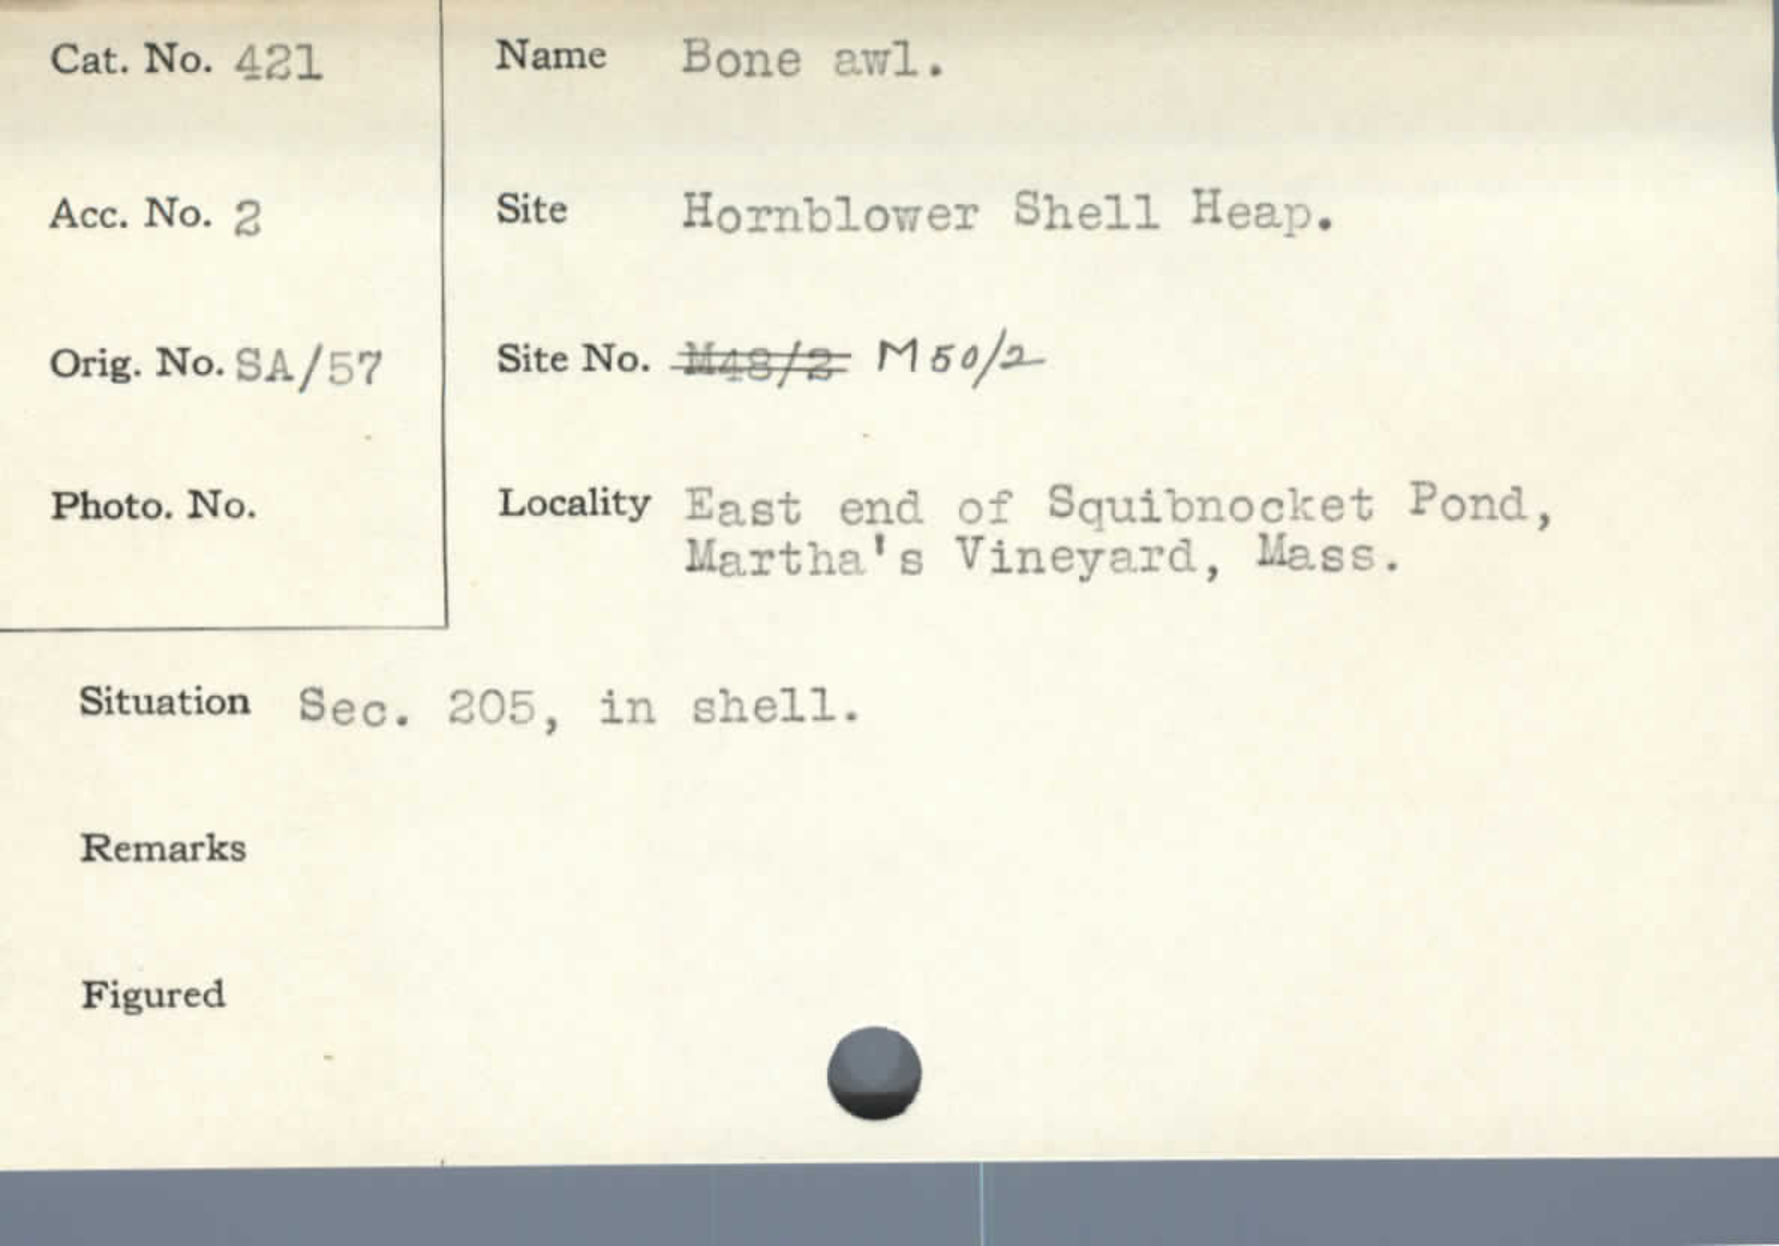 Cat. No. 421
Name Bone awl.
Acc. No. 2
Site Hornblower Shell Heap.
Orig. No. SA/57
Site No. M48/2 M50/2
Photo. No.
Locality East end of Squibnocket Pond,
Martha's Vineyard, Mass.
Situation Sec. 205, in shell.
Remarks
Figured